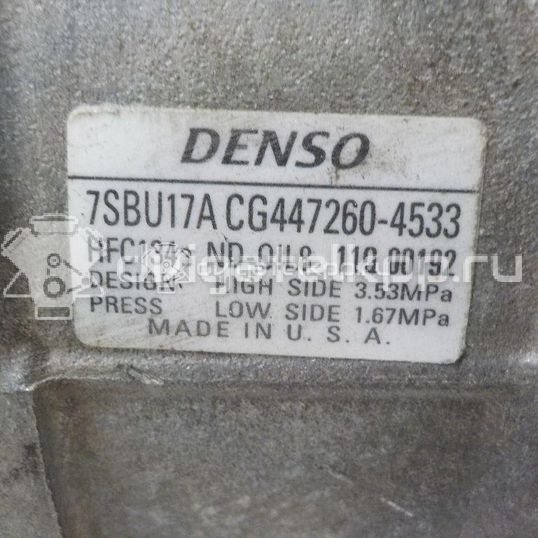 DENSO
7SBU17A CG447260-4533
HFC134a ND-OIL8 110 00192
DESIGN HIGH SIDE 3.53MPa
PRESS LOW SIDE 1.67MPa
MADE IN U.S.A.